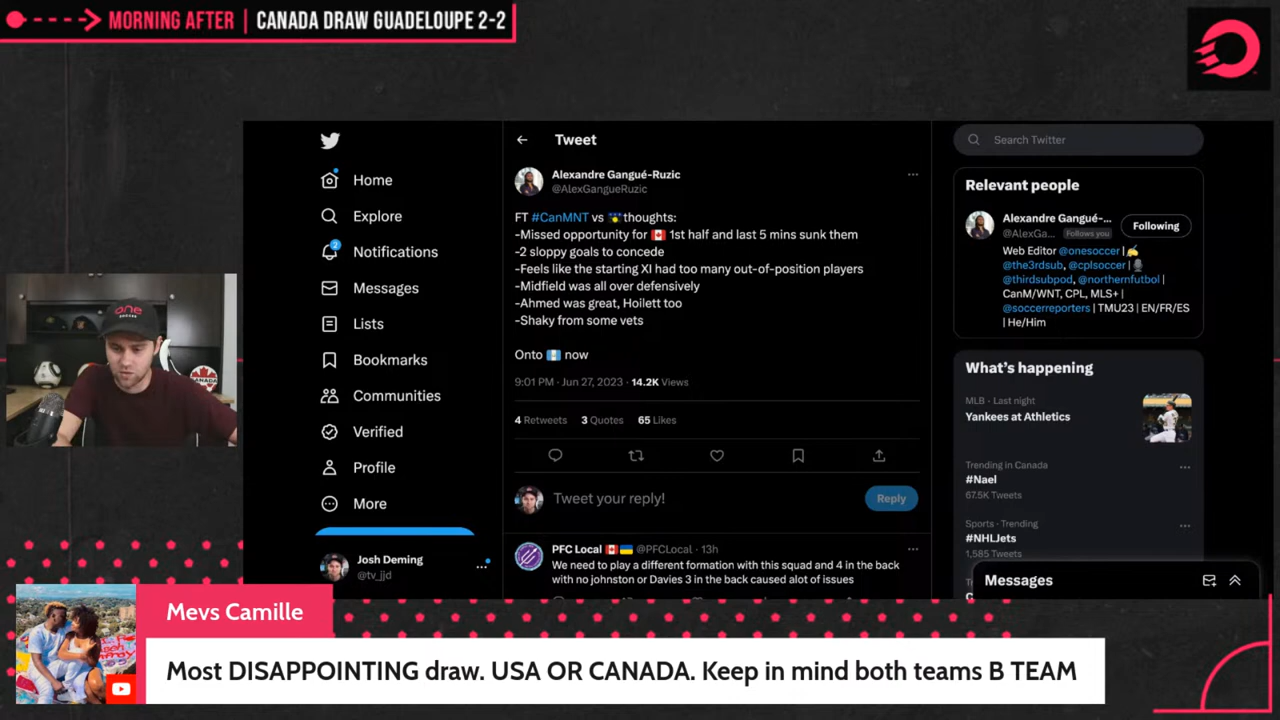 MORNING AFTER | CANADA DRAW GUADELOUPE 2-2
Home
Explore
2
Notifications
Messages
Lists
Bookmarks
Communities
Verified
Profile
More
Josh Deming
@tv_jjd
Tweet
Alexandre Gangué-Ruzic
@AlexGangueRuzic
FT #CanMNT vs thoughts:
-Missed opportunity for 🇨🇦 1st half and last 5 mins sunk them
-2 sloppy goals to concede
-Feels like the starting XI had too many out-of-position players
-Midfield was all over defensively
-Ahmed was great, Hoilett too
-Shaky from some vets
Onto 🇬🇹 now
9:01 PM · Jun 27, 2023 · 14.2K Views
4 Retweets 3 Quotes 65 Likes
Tweet your reply!
Reply
PFC Local 🇨🇦 🇺🇦 @PFCLocal · 13h
We need to play a different formation with this squad and 4 in the back
with no johnston or Davies 3 in the back caused alot of issues
Search Twitter
Relevant people
Alexandre Gangué-...
@AlexGa... Follows you
Following
Web Editor @onesoccer |✍
@the3rdsub, @cplsoccer |🎙
@thirdsubpod, @northernfutbol |
CanM/WNT, CPL, MLS+ |
@soccerreporters | TMU23 | EN/FR/ES
| He/Him
What's happening
MLB · Last night
Yankees at Athletics
Trending in Canada
#Nael
67.5K Tweets
Sports · Trending
#NHLJets
1,585 Tweets
Messages
one
CANADA
Mevs Camille
Most DISAPPOINTING draw. USA OR CANADA. Keep in mind both teams B TEAM